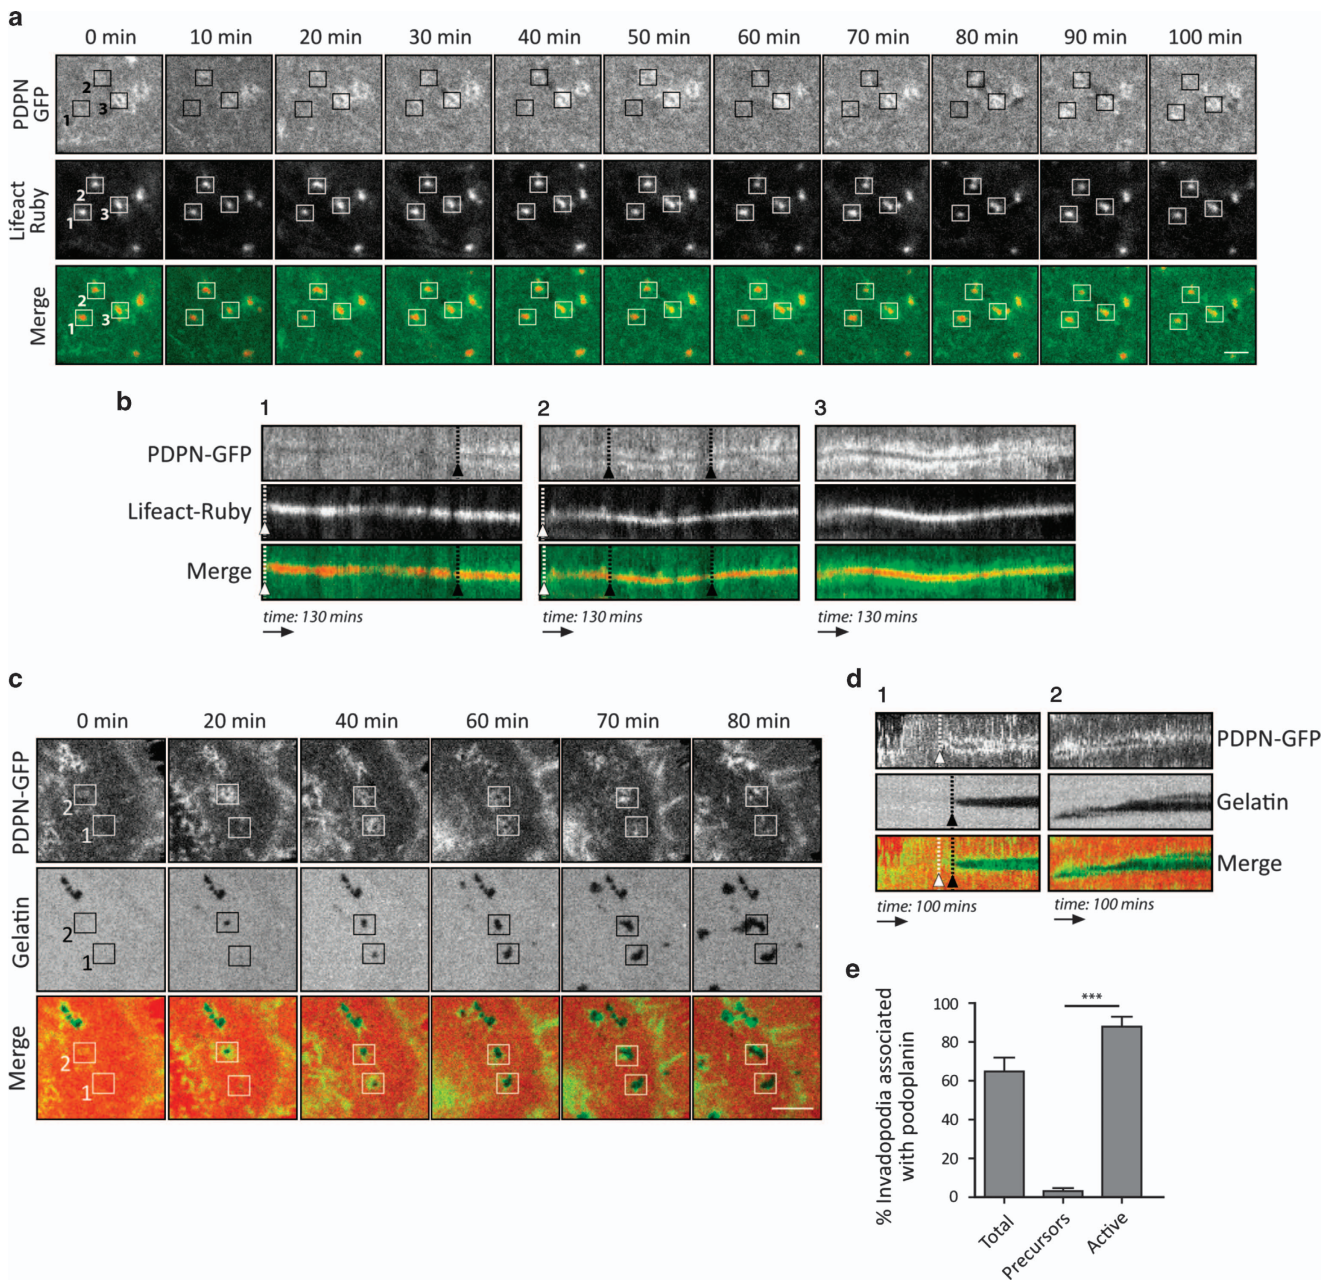 a
0 min 10 min 20 min 30 min 40 min 50 min 60 min 70 min 80 min 90 min 100 min
PDPN
GFP
2
3
1
Lifeact
Ruby
2
3
1
Merge
2
3
1
b
1 2 3
PDPN-GFP
Lifeact-Ruby
Merge
time: 130 mins time: 130 mins time: 130 mins
c
0 min 20 min 40 min 60 min 70 min 80 min
PDPN-GFP
2
1
Gelatin
2
1
Merge
2
1
d
1 2
PDPN-GFP
Gelatin
Merge
time: 100 mins time: 100 mins
e
% Invadopodia associated
with podoplanin
100
80
60
40
20
0
***
Total
Precursors
Active